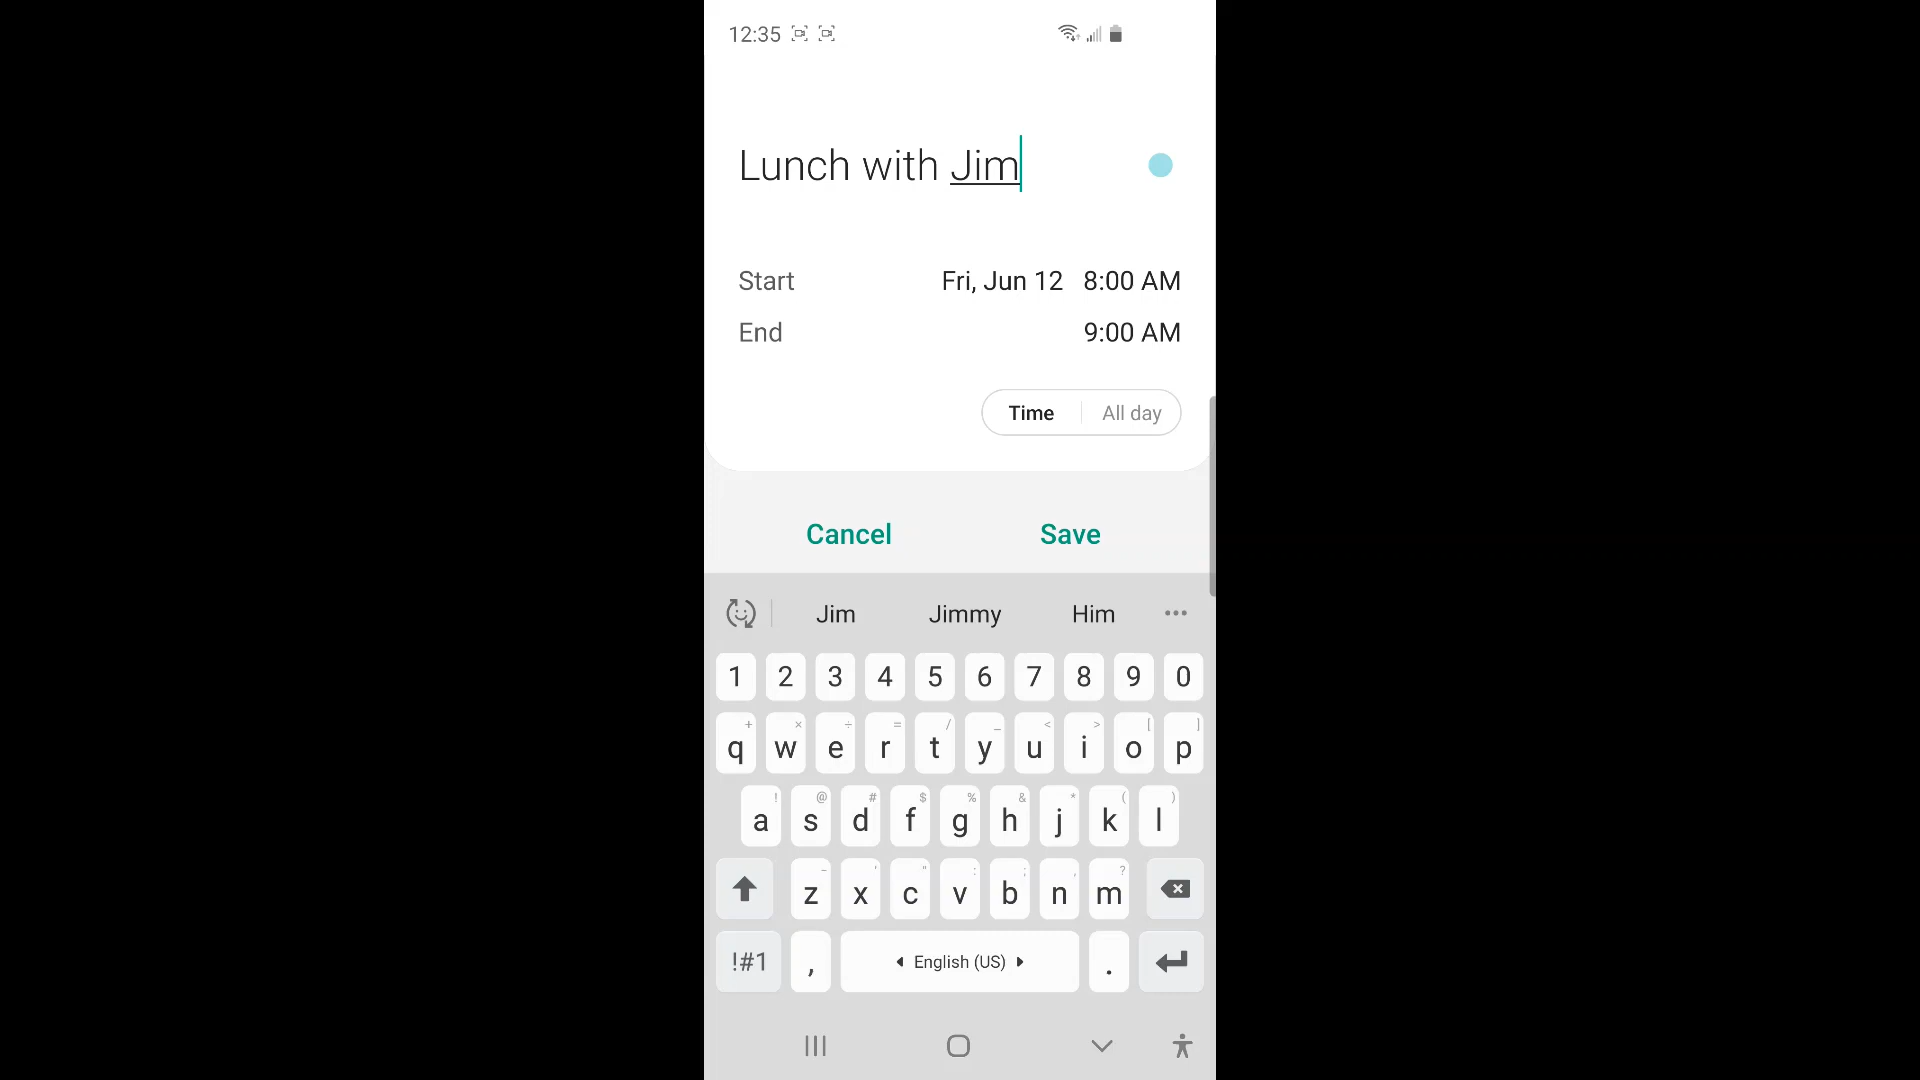 12:35
Lunch with Jim
Start Fri, Jun 12 8:00 AM
End 9:00 AM
Time All day
Cancel Save
Jim Jimmy Him •••
1 2 3 4 5 6 7 8 9 0
+ × ÷ = / _ < > [ ]
q w e r t y u i o p
! @ # $ % & * ( )
a s d f g h j k l
- ' " : ; , ?
z x c v b n m
!#1 , English (US) .